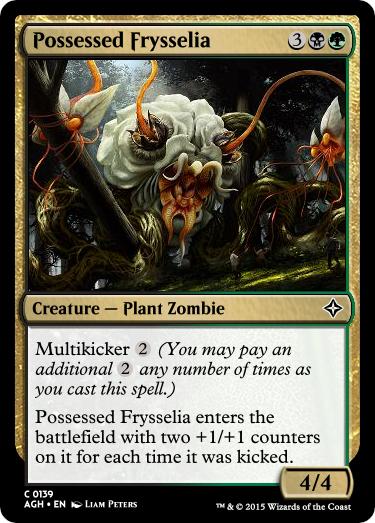 Possessed Frysselia 3
Creature — Plant Zombie
Multikicker 2 (You may pay an
additional 2 any number of times as
you cast this spell.)
Possessed Frysselia enters the
battlefield with two +1/+1 counters
on it for each time it was kicked.
4/4
C 0139
AGH • EN Liam Peters
™ & © 2015 Wizards of the Coast